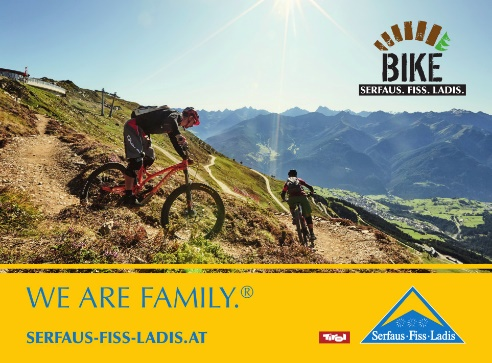 BIKE
SERFAUS. FISS. LADIS.
WE ARE FAMILY.®
SERFAUS-FISS-LADIS.AT
Tirol
Serfaus-Fiss-Ladis